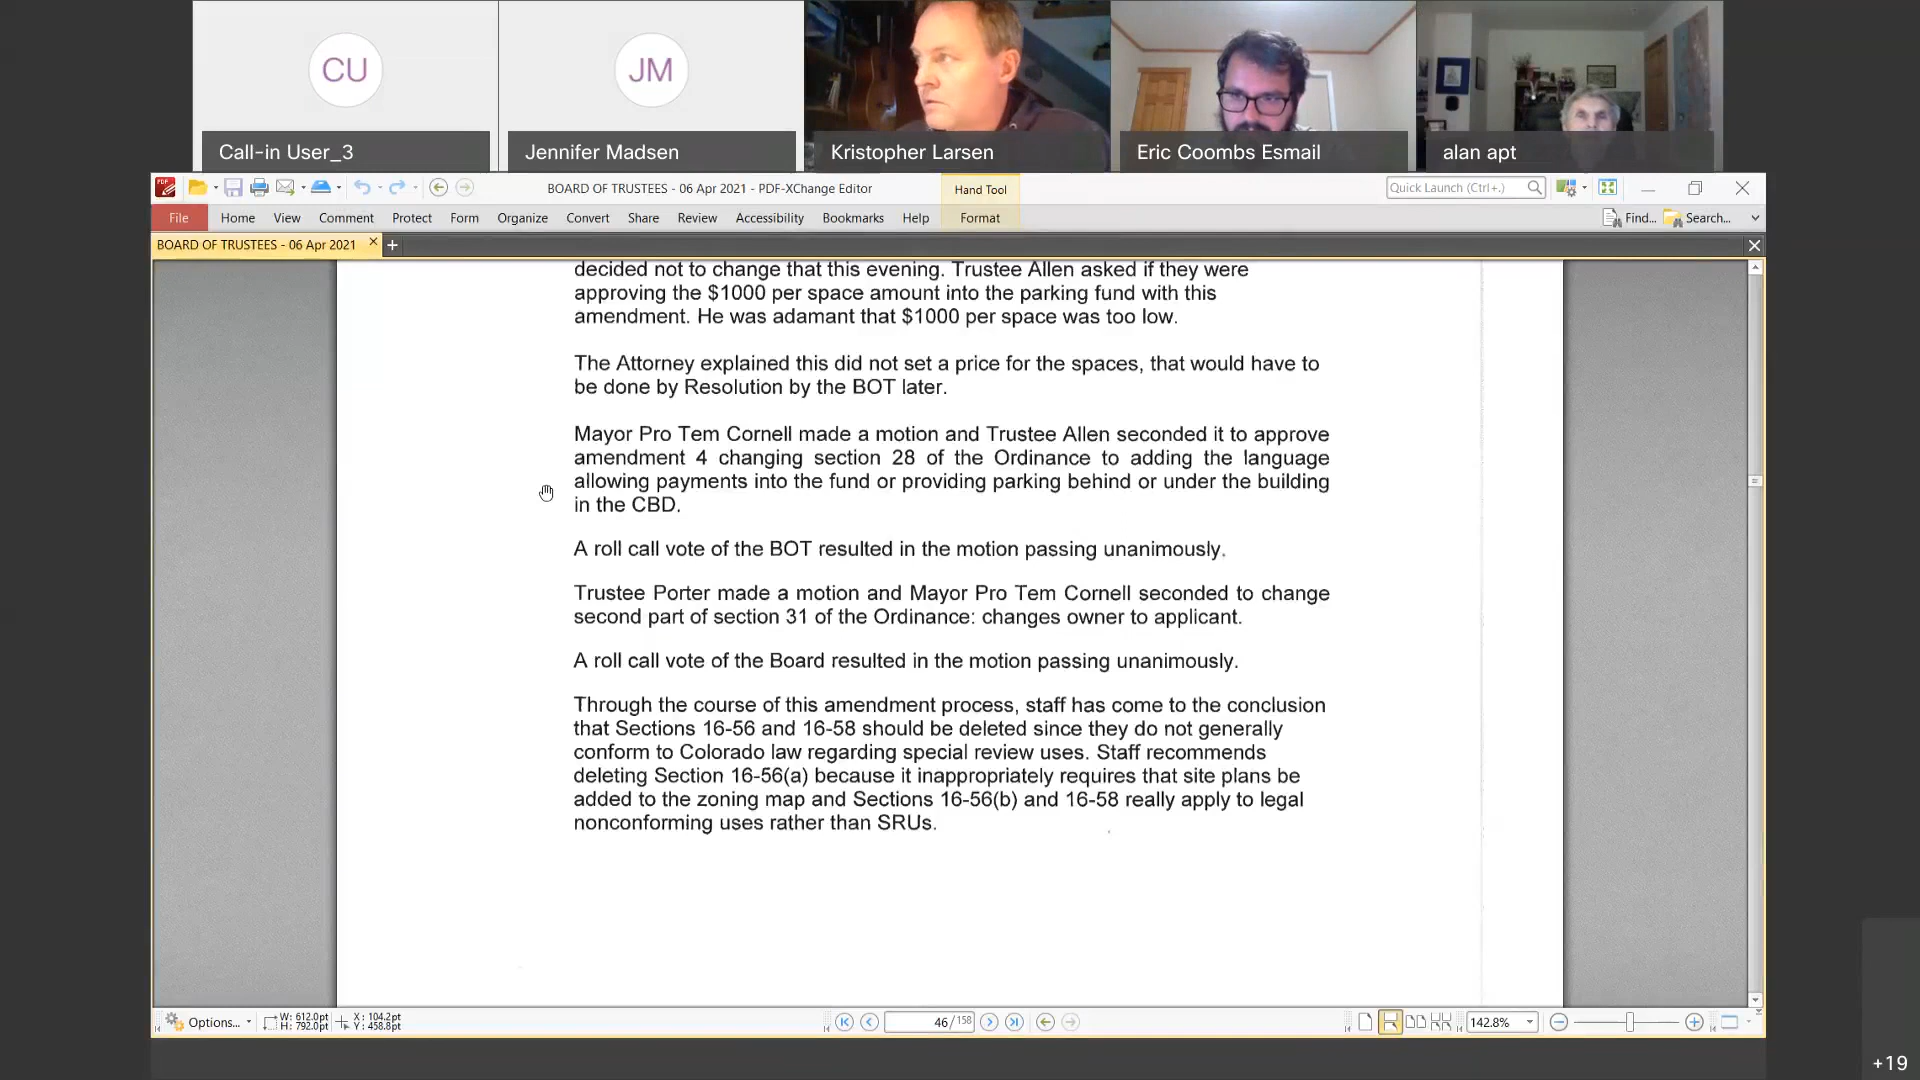 CU
JM
Call-in User_3
Jennifer Madsen
Kristopher Larsen
Eric Coombs Esmail
alan apt
BOARD OF TRUSTEES - 06 Apr 2021 - PDF-XChange Editor
Hand Tool
Quick Launch (Ctrl+.)
File Home View Comment Protect Form Organize Convert Share Review Accessibility Bookmarks Help Format Find... Search...
BOARD OF TRUSTEES - 06 Apr 2021
decided not to change that this evening. Trustee Allen asked if they were
approving the $1000 per space amount into the parking fund with this
amendment. He was adamant that $1000 per space was too low.
The Attorney explained this did not set a price for the spaces, that would have to
be done by Resolution by the BOT later.
Mayor Pro Tem Cornell made a motion and Trustee Allen seconded it to approve
amendment 4 changing section 28 of the Ordinance to adding the language
allowing payments into the fund or providing parking behind or under the building
in the CBD.
A roll call vote of the BOT resulted in the motion passing unanimously.
Trustee Porter made a motion and Mayor Pro Tem Cornell seconded to change
second part of section 31 of the Ordinance: changes owner to applicant.
A roll call vote of the Board resulted in the motion passing unanimously.
Through the course of this amendment process, staff has come to the conclusion
that Sections 16-56 and 16-58 should be deleted since they do not generally
conform to Colorado law regarding special review uses. Staff recommends
deleting Section 16-56(a) because it inappropriately requires that site plans be
added to the zoning map and Sections 16-56(b) and 16-58 really apply to legal
nonconforming uses rather than SRUs.
Options...
W: 612.0pt
H: 792.0pt
X: 104.2pt
Y: 458.8pt
46 / 158
142.8%
+19